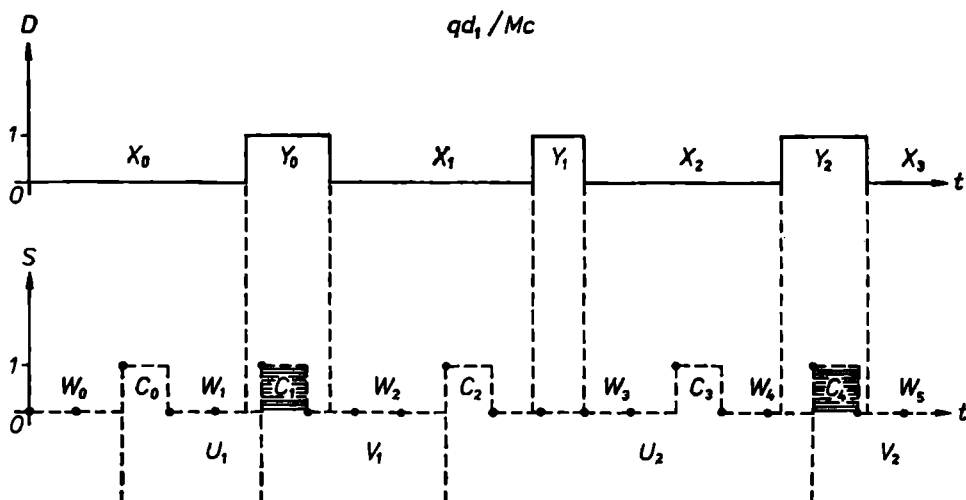 D
qd₁/Mc
1
X₀ Y₀ X₁ Y₁ X₂ Y₂ X₃
0
t
S
1
W₀ C₀ W₁ C₁ W₂ C₂ W₃ C₃ W₄ C₄ W₅
0
t
U₁ V₁ U₂ V₂